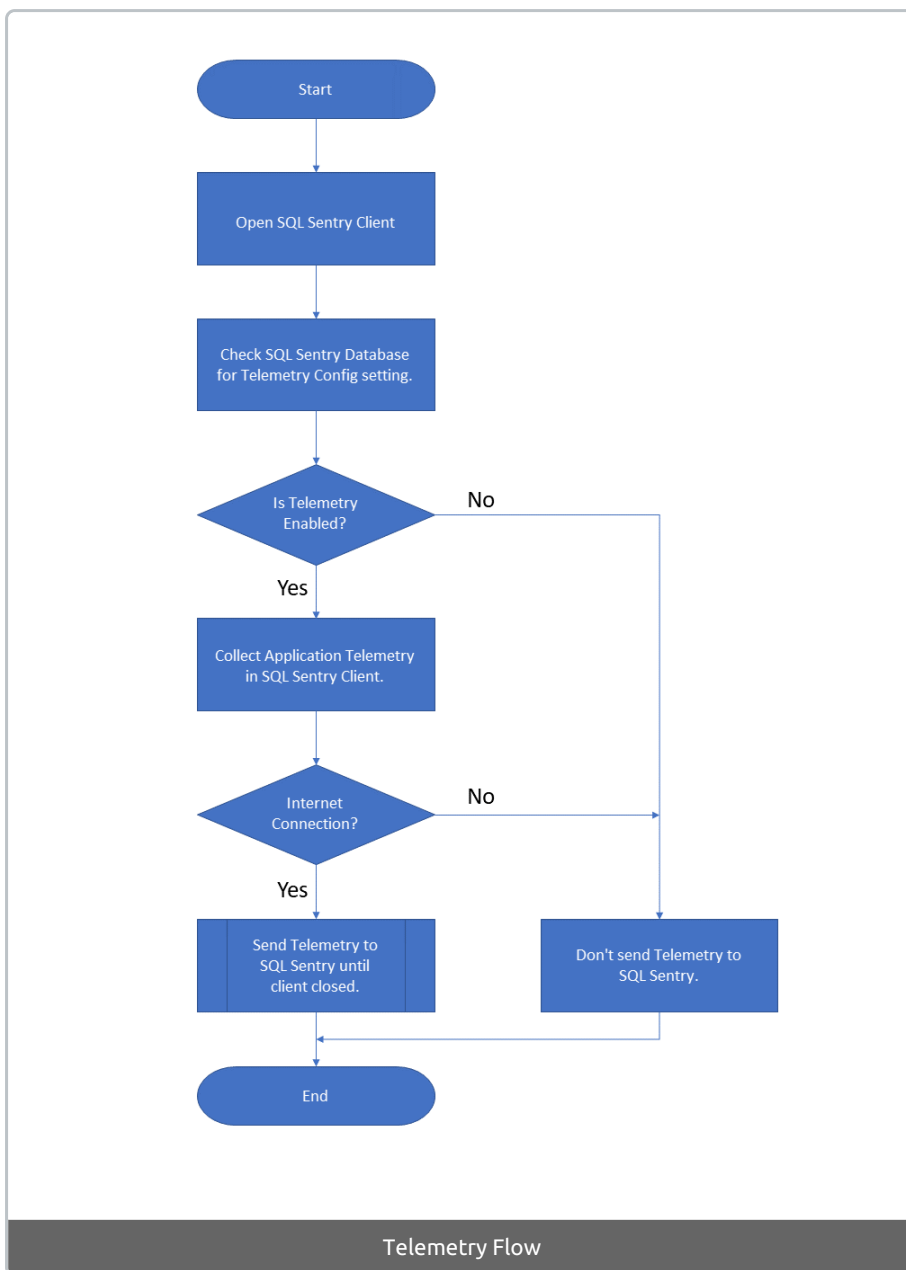 Start
Open SQL Sentry Client
Check SQL Sentry Database
for Telemetry Config setting.
Is Telemetry
Enabled?
No
Yes
Collect Application Telemetry
in SQL Sentry Client.
Internet
Connection?
No
Yes
Send Telemetry to
SQL Sentry until
client closed.
Don't send Telemetry to
SQL Sentry.
End
Telemetry Flow